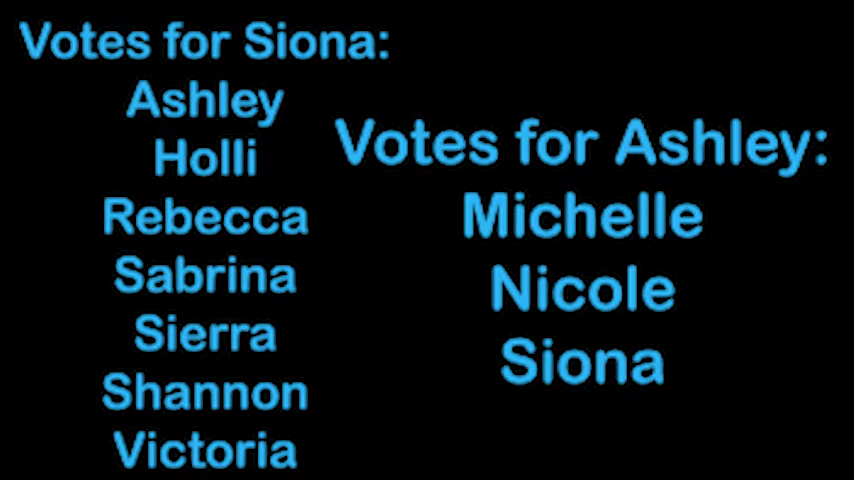 Votes for Siona:
Ashley
Holli
Rebecca
Sabrina
Sierra
Shannon
Victoria
Votes for Ashley:
Michelle
Nicole
Siona